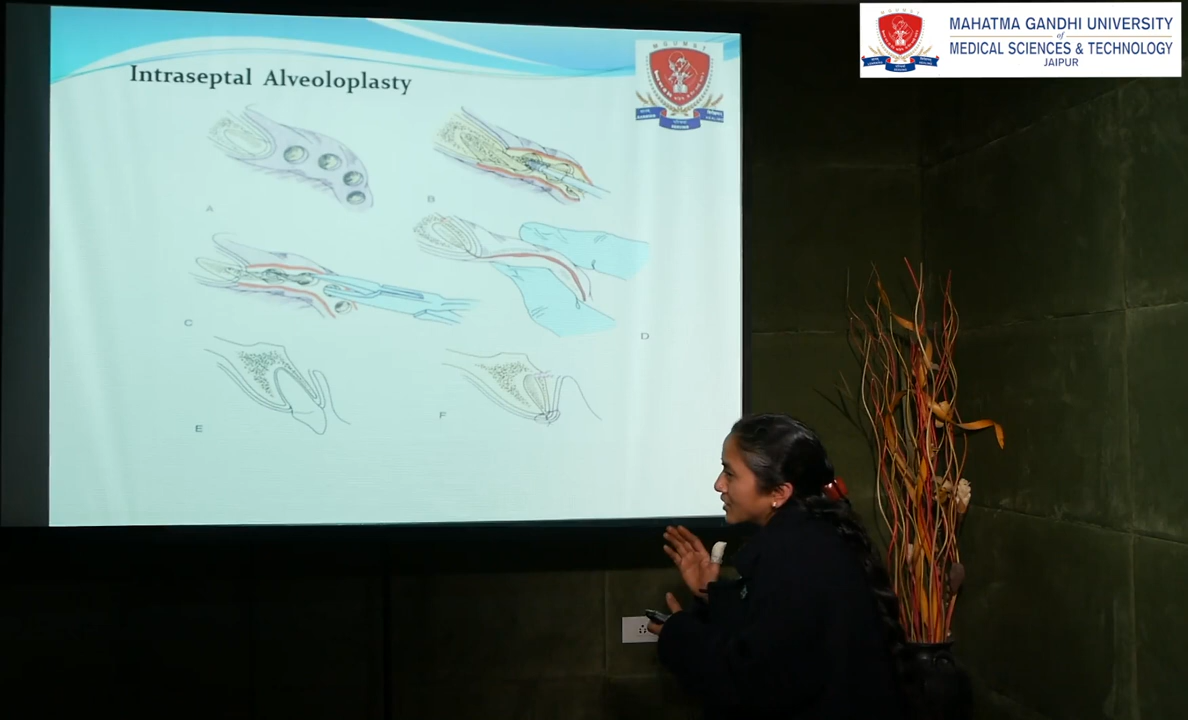 MAHATMA GANDHI UNIVERSITY
of
MEDICAL SCIENCES & TECHNOLOGY
JAIPUR
Intraseptal Alveoloplasty
M G U M S T
A
B
C
D
E
F